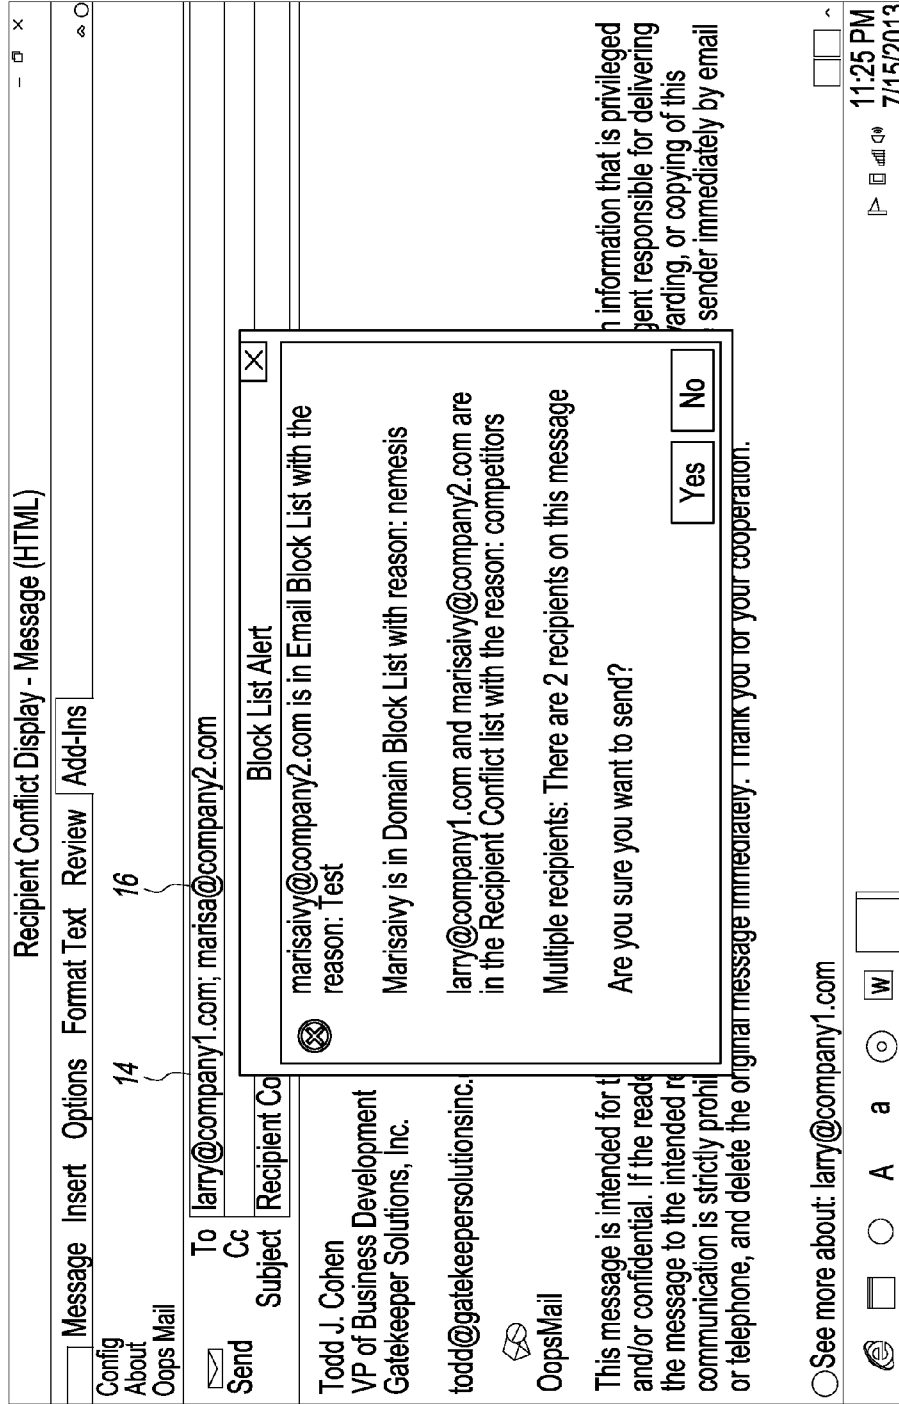 Recipient Conflict Display - Message (HTML)
Message Insert Options Format Text Review Add-Ins
Config
About
Oops Mail
14
16
Send
To larry@company1.com; marisa@company2.com
Cc
Subject Recipient Co
Block List Alert
marisaivy@company2.com is in Email Block List with the
reason: Test
Marisaivy is in Domain Block List with reason: nemesis
larry@company1.com and marisaivy@company2.com are
in the Recipient Conflict list with the reason: competitors
Multiple recipients: There are 2 recipients on this message
Are you sure you want to send?
Yes No
Todd J. Cohen
VP of Business Development
Gatekeeper Solutions, Inc.
todd@gatekeepersolutionsinc.
OopsMail
This message is intended for information that is privileged
and/or confidential. If the responsible for delivering
the message to the intended or copying of this
communication is strictly sender immediately by email
or telephone, and delete the original message immediately. Thank you for your cooperation.
See more about: larry@company1.com
e A a W
11:25 PM
7/15/2013